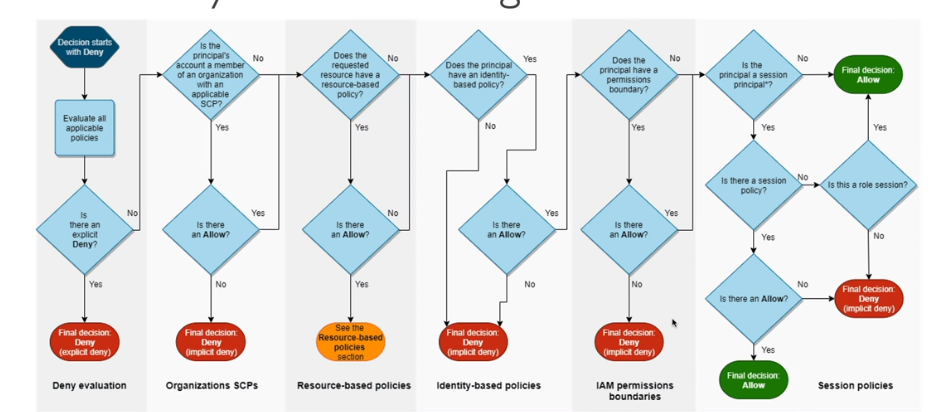 Decision starts
with Deny
Evaluate all
applicable
policies
Is
there an
explicit
Deny?
No
Yes
Final decision:
Deny
(explicit deny)
Deny evaluation
Is the
principal's
account a member
of an organization
with an
applicable
SCP?
No
Yes
Is there
an Allow?
Yes
No
Final decision:
Deny
(implicit deny)
Organizations SCPs
Does the
requested
resource have a
resource-based
policy?
No
Yes
Is there
an Allow?
No
Yes
See the
Resource-based
policies
section
Resource-based policies
Does the principal
have an identity-
based policy?
Yes
No
Is there
an Allow?
Yes
No
Final decision:
Deny
(implicit deny)
Identity-based policies
Does the
principal have a
permissions
boundary?
No
Yes
Is there
an Allow?
Yes
No
Final decision:
Deny
(implicit deny)
IAM permissions
boundaries
Is the
principal a session
principal*?
No
Yes
Final decision:
Allow
Yes
Is there a session
policy?
No
Is this a role session?
Yes
No
Is there an Allow?
No
Final decision:
Deny
(implicit deny)
Yes
Final decision:
Allow
Session policies